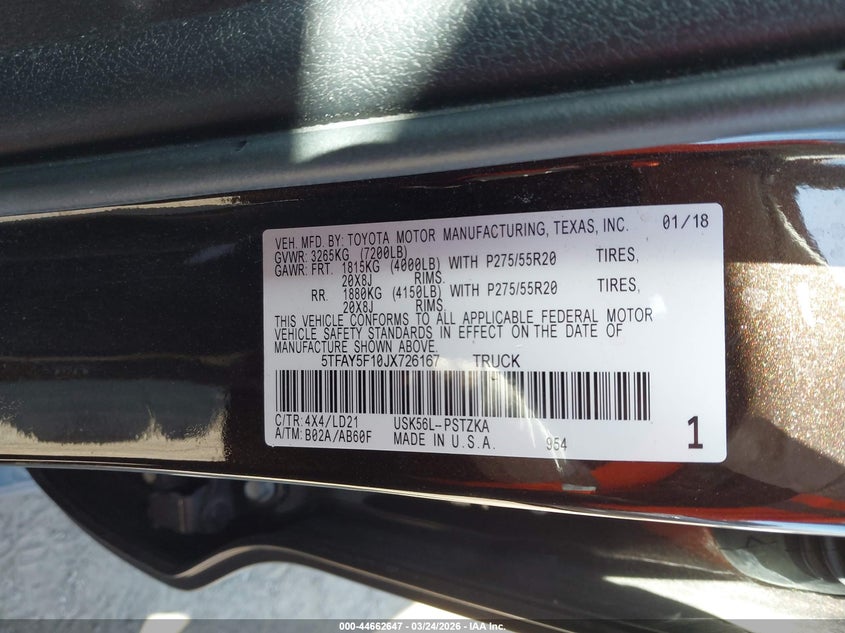 VEH. MFD. BY: TOYOTA MOTOR MANUFACTURING, TEXAS, INC. 01/18
GVWR: 3265KG (7200LB)
GAWR: FRT. 1815KG (4000LB) WITH P275/55R20 TIRES,
20X8J RIMS.
RR. 1880KG (4150LB) WITH P275/55R20 TIRES,
20X8J RIMS.
THIS VEHICLE CONFORMS TO ALL APPLICABLE FEDERAL MOTOR
VEHICLE SAFETY STANDARDS IN EFFECT ON THE DATE OF
MANUFACTURE SHOWN ABOVE.
5TFAY5F10JX726167 TRUCK
C/TR: 4X4/LD21 USK56L-PSTZKA
A/TM: B02A/AB60F MADE IN U.S.A. 954 1
000-44662647 - 03/24/2026 - IAA Inc.